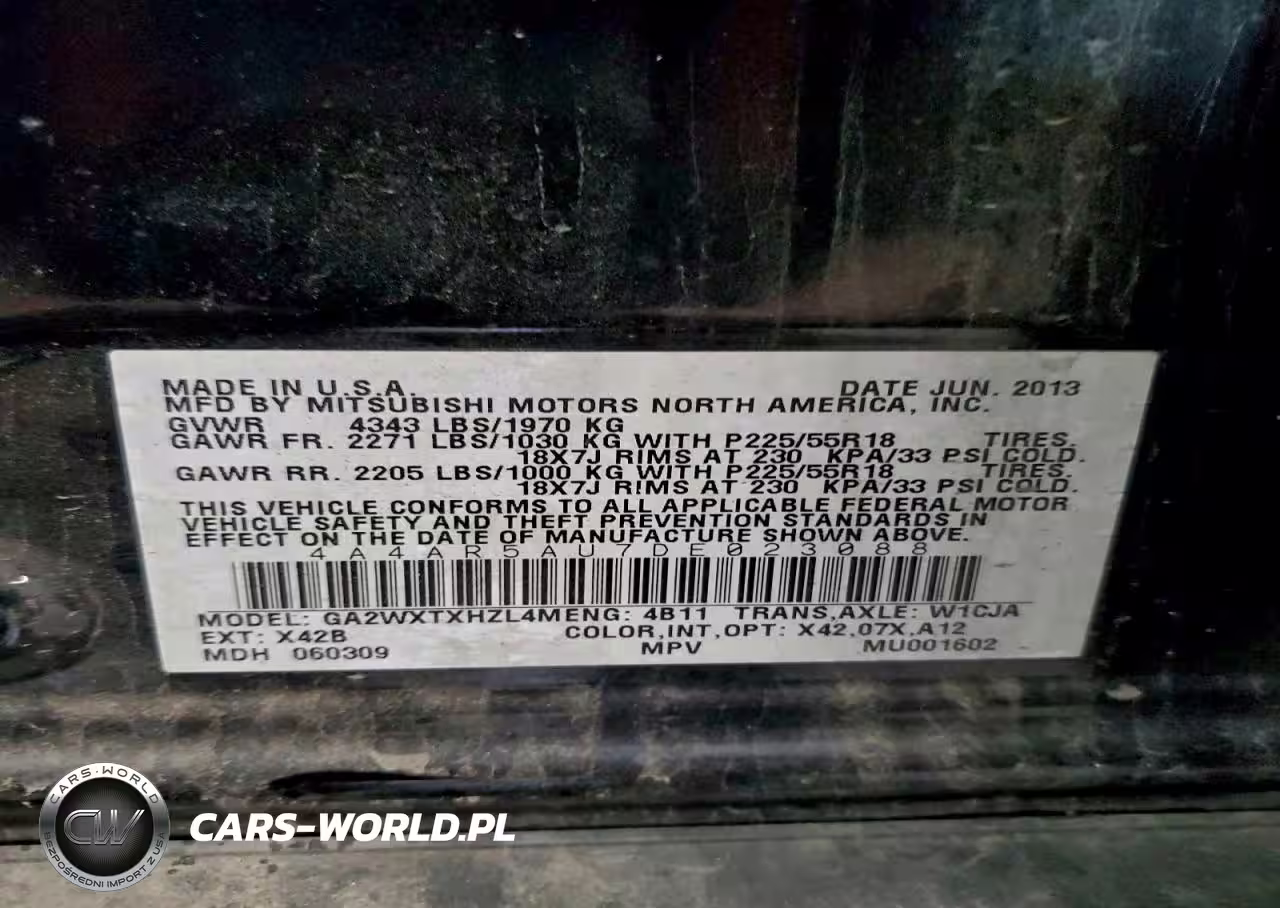 MADE IN U.S.A. DATE JUN. 2013
MFD BY MITSUBISHI MOTORS NORTH AMERICA, INC.
GVWR 4343 LBS/1970 KG
GAWR FR. 2271 LBS/1030 KG WITH P225/55R18 TIRES.
18X7J RIMS AT 230 KPA/33 PSI COLD.
GAWR RR. 2205 LBS/1000 KG WITH P225/55R18 TIRES.
18X7J RIMS AT 230 KPA/33 PSI COLD.
THIS VEHICLE CONFORMS TO ALL APPLICABLE FEDERAL MOTOR
VEHICLE SAFETY AND THEFT PREVENTION STANDARDS IN
EFFECT ON THE DATE OF MANUFACTURE SHOWN ABOVE.
4A4AR5AU7DE023088
MODEL: GA2WXTXHZL4MENG: 4B11 TRANS,AXLE: W1CJA
EXT: X42B COLOR,INT,OPT: X42,07X,A12
MDH 060309 MPV MU001602
CARS-WORLD
CW
BEZPOŚREDNI IMPORT Z USA
CARS-WORLD.PL